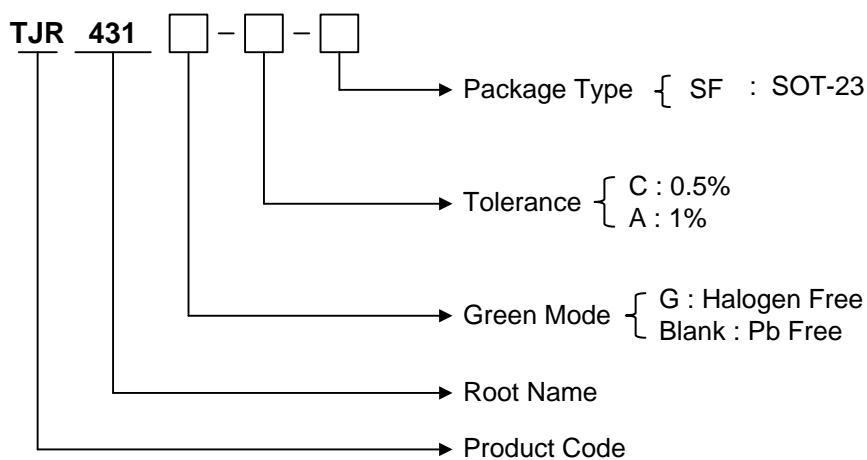 TJR 431 – –
Package Type { SF : SOT-23
Tolerance { C : 0.5%
A : 1%
Green Mode { G : Halogen Free
Blank : Pb Free
Root Name
Product Code